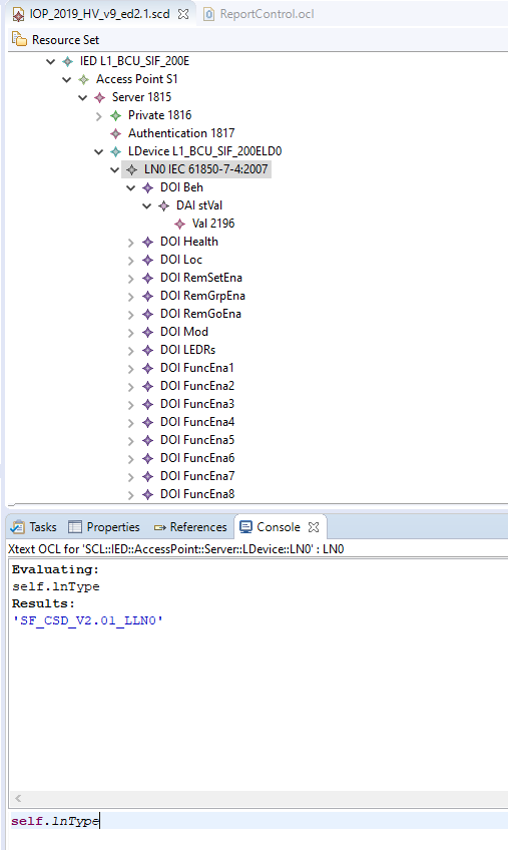 IOP_2019_HV_v9_ed2.1.scd ReportControl.ocl
Resource Set
IED L1_BCU_SIF_200E
Access Point S1
Server 1815
Private 1816
Authentication 1817
LDevice L1_BCU_SIF_200ELD0
LN0 IEC 61850-7-4:2007
DOI Beh
DAI stVal
Val 2196
DOI Health
DOI Loc
DOI RemSetEna
DOI RemGrpEna
DOI RemGoEna
DOI Mod
DOI LEDRs
DOI FuncEna1
DOI FuncEna2
DOI FuncEna3
DOI FuncEna4
DOI FuncEna5
DOI FuncEna6
DOI FuncEna7
DOI FuncEna8
Tasks Properties References Console
Xtext OCL for 'SCL::IED::AccessPoint::Server::LDevice::LN0' : LN0
Evaluating:
self.lnType
Results:
'SF_CSD_V2.01_LLN0'
self.lnType